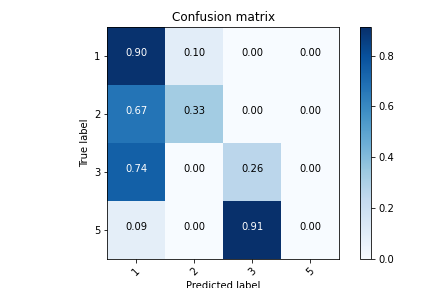 Confusion matrix
1 0.90 0.10 0.00 0.00
2 0.67 0.33 0.00 0.00
3 0.74 0.00 0.26 0.00
5 0.09 0.00 0.91 0.00
1 2 3 5
True label
Predicted label
0.8
0.6
0.4
0.2
0.0